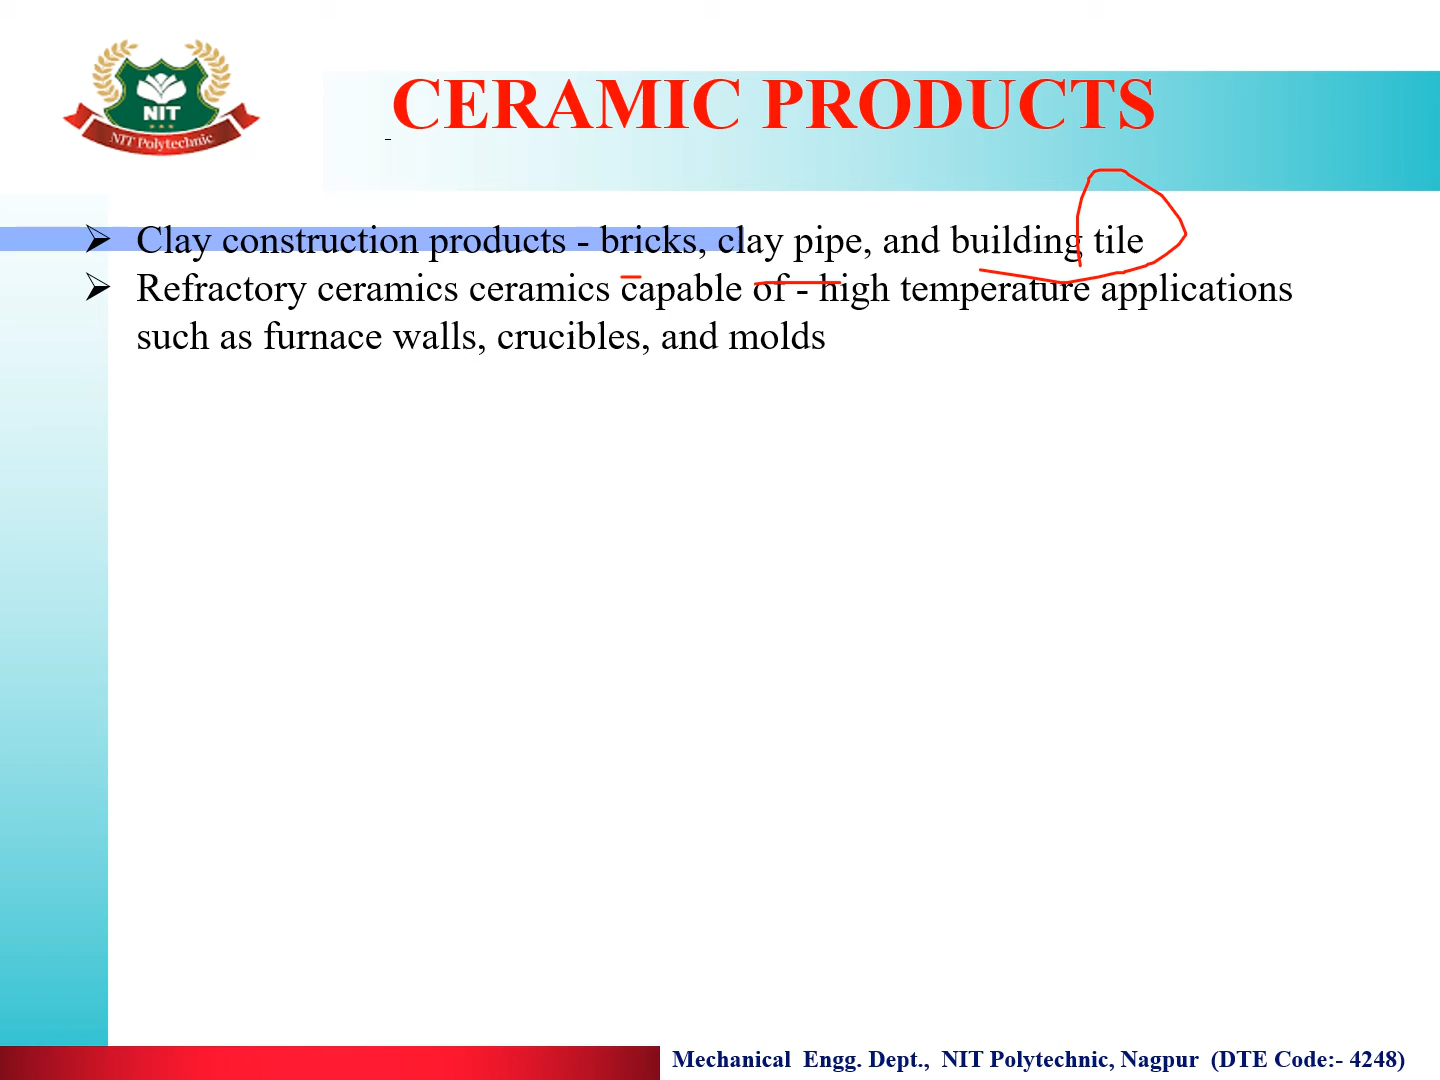 NIT
NIT Polytechnic
CERAMIC PRODUCTS
➤ Clay construction products - bricks, clay pipe, and building tile
➤ Refractory ceramics ceramics capable of - high temperature applications
such as furnace walls, crucibles, and molds
Mechanical Engg. Dept., NIT Polytechnic, Nagpur (DTE Code:- 4248)